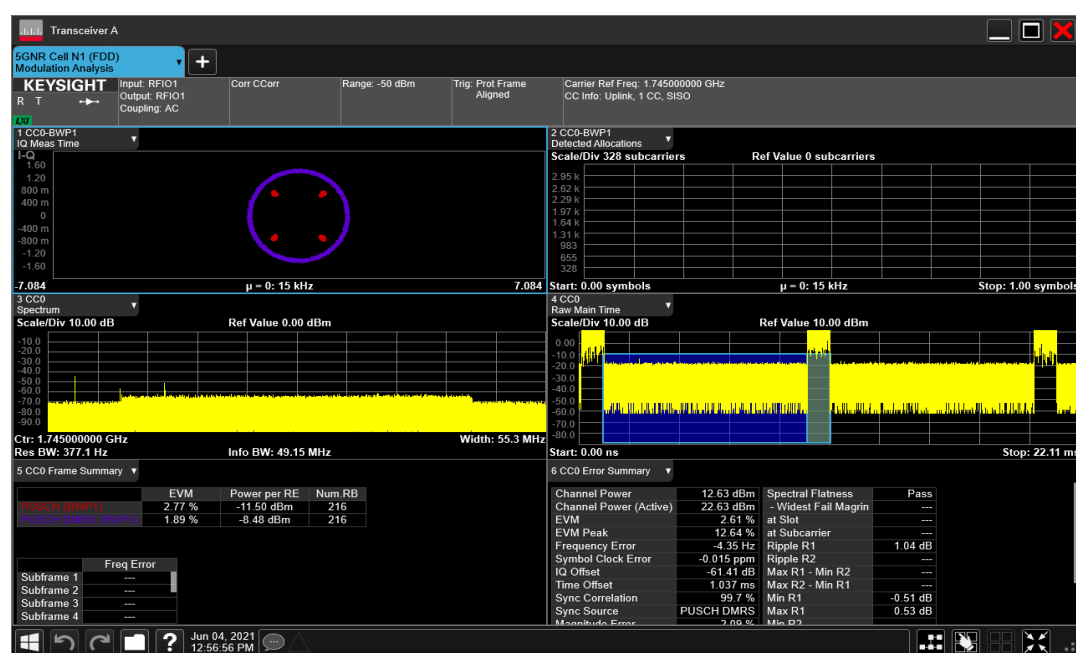 Transceiver A
5GNR Cell N1 (FDD)
Modulation Analysis
+
KEYSIGHT
R T
LXI
Input: RFIO1
Output: RFIO1
Coupling: AC
Corr CCorr
Range: -50 dBm
Trig: Prot Frame
Aligned
Carrier Ref Freq: 1.745000000 GHz
CC Info: Uplink, 1 CC, SISO
1 CC0-BWP1
IQ Meas Time
I-Q
1.60
1.20
800 m
400 m
0
-400 m
-800 m
-1.20
-1.60
-7.084 µ = 0: 15 kHz 7.084
2 CC0-BWP1
Detected Allocations
Scale/Div 328 subcarriers Ref Value 0 subcarriers
2.95 k
2.62 k
2.29 k
1.97 k
1.64 k
1.31 k
983
655
328
Start: 0.00 symbols µ = 0: 15 kHz Stop: 1.00 symbols
3 CC0
Spectrum
Scale/Div 10.00 dB Ref Value 0.00 dBm
-10.0
-20.0
-30.0
-40.0
-50.0
-60.0
-70.0
-80.0
-90.0
Ctr: 1.745000000 GHz Width: 55.3 MHz
Res BW: 377.1 Hz Info BW: 49.15 MHz
4 CC0
Raw Main Time
Scale/Div 10.00 dB Ref Value 10.00 dBm
0.00
-10.0
-20.0
-30.0
-40.0
-50.0
-60.0
-70.0
-80.0
Start: 0.00 ns Stop: 22.11 ms
5 CC0 Frame Summary
EVM Power per RE Num.RB
PUSCH (BWP1) 2.77 % -11.50 dBm 216
PUSCH DMRS (BWP1) 1.89 % -8.48 dBm 216
Freq Error
Subframe 1 ---
Subframe 2 ---
Subframe 3 ---
Subframe 4 ---
6 CC0 Error Summary
Channel Power 12.63 dBm Spectral Flatness Pass
Channel Power (Active) 22.63 dBm - Widest Fail Magrin ---
EVM 2.61 % at Slot ---
EVM Peak 12.64 % at Subcarrier ---
Frequency Error -4.35 Hz Ripple R1 1.04 dB
Symbol Clock Error -0.015 ppm Ripple R2 ---
IQ Offset -61.41 dB Max R1 - Min R2 ---
Time Offset 1.037 ms Max R2 - Min R1 ---
Sync Correlation 99.7 % Min R1 -0.51 dB
Sync Source PUSCH DMRS Max R1 0.53 dB
Magnitude Error 2.09 % Min R2 ---
?
Jun 04, 2021
12:56:56 PM